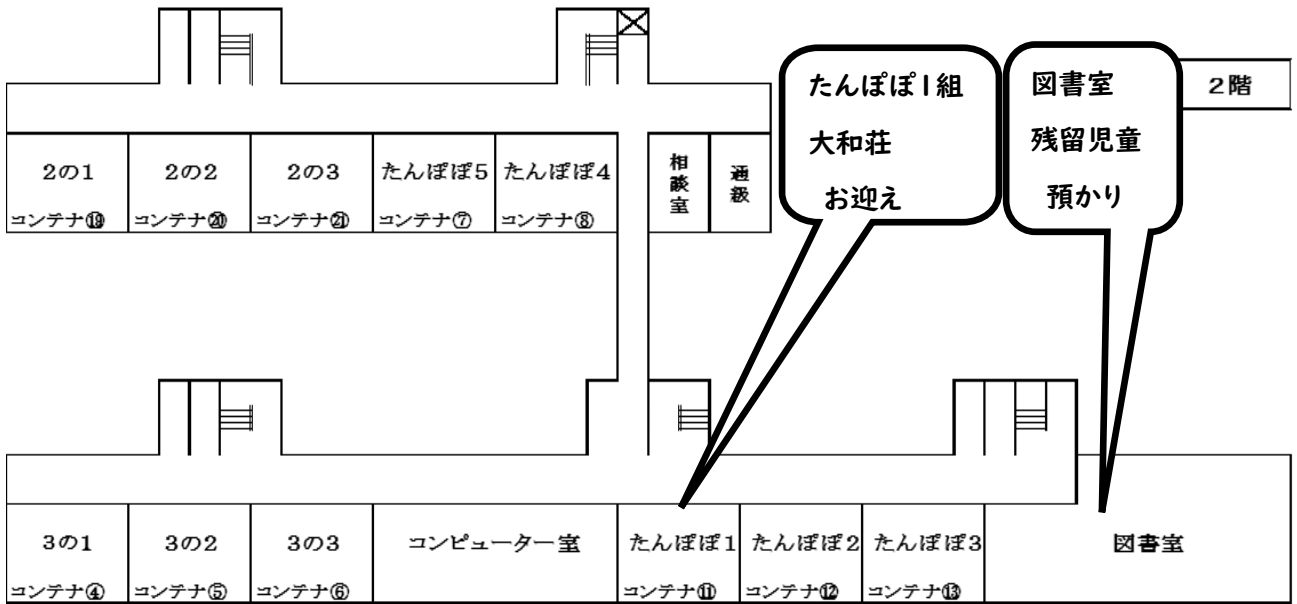 たんぽぽ1組
大和荘
お迎え
図書室
残留児童
預かり
2階
2の1
コンテナ⑲
2の2
コンテナ⑳
2の3
コンテナ㉑
たんぽぽ5
コンテナ⑦
たんぽぽ4
コンテナ⑧
相談室
通級
3の1
コンテナ④
3の2
コンテナ⑤
3の3
コンテナ⑥
コンピューター室
たんぽぽ1
コンテナ⑪
たんぽぽ2
コンテナ⑫
たんぽぽ3
コンテナ⑬
図書室